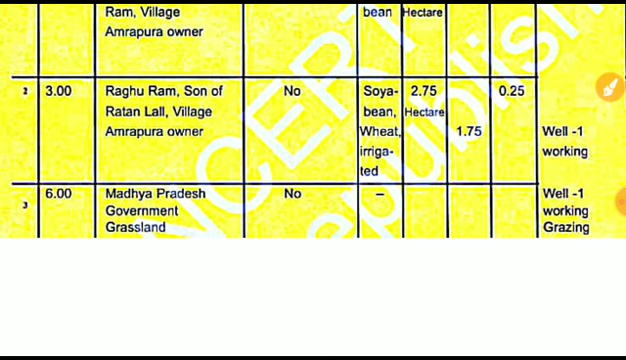 Ram, Village bean Hectare
Amrapura owner
2 3.00 Raghu Ram, Son of No Soya- 2.75 0.25
Ratan Lall, Village bean, Hectare
Amrapura owner Wheat, 1.75 Well -1
irriga- working
ted
3 6.00 Madhya Pradesh No – Well -1
Government working
Grassland Grazing
NCERT
republish